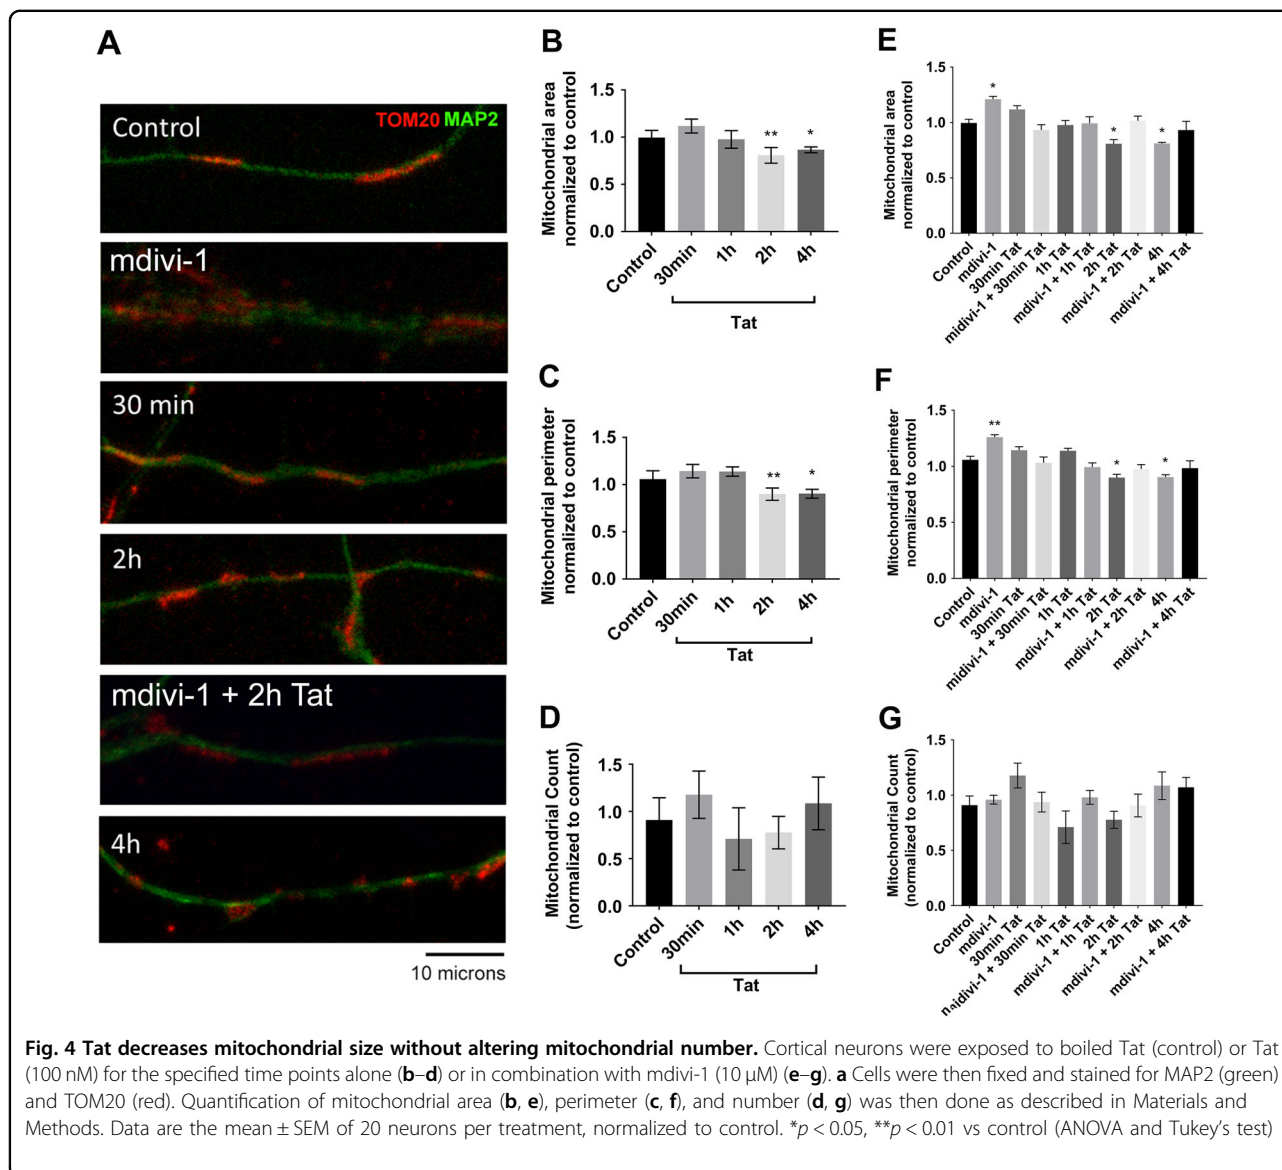 A
TOM20 MAP2
Control
mdivi-1
30 min
2h
mdivi-1 + 2h Tat
4h
10 microns
B
Mitochondrial area
normalized to control
1.5
1.0
0.5
0.0
** *
Control 30min 1h 2h 4h
Tat
C
Mitochondrial perimeter
normalized to control
1.5
1.0
0.5
0.0
** *
Control 30min 1h 2h 4h
Tat
D
Mitochondrial Count
(normalized to control)
1.5
1.0
0.5
0.0
Control 30min 1h 2h 4h
Tat
E
Mitochondrial area
normalized to control
1.5
1.0
0.5
0.0
* * *
Control mdivi-1 30min Tat midivi-1 + 30min Tat 1h Tat mdivi-1 + 1h Tat 2h Tat mdivi-1 + 2h Tat 4h mdivi-1 + 4h Tat
F
Mitochondrial perimeter
normalized to control
1.5
1.0
0.5
0.0
** * *
Control mdivi-1 30min Tat midivi-1 + 30min Tat 1h Tat mdivi-1 + 1h Tat 2h Tat mdivi-1 + 2h Tat 4h mdivi-1 + 4h Tat
G
Mitochondrial Count
(normalized to control)
1.5
1.0
0.5
0.0
Control mdivi-1 30min Tat + 30min Tat 1h Tat mdivi-1 + 1h Tat 2h Tat mdivi-1 + 2h Tat 4h mdivi-1 + 4h Tat
Fig. 4 Tat decreases mitochondrial size without altering mitochondrial number. Cortical neurons were exposed to boiled Tat (control) or Tat
(100 nM) for the specified time points alone (b–d) or in combination with mdivi-1 (10 µM) (e–g). a Cells were then fixed and stained for MAP2 (green)
and TOM20 (red). Quantification of mitochondrial area (b, e), perimeter (c, f), and number (d, g) was then done as described in Materials and
Methods. Data are the mean ± SEM of 20 neurons per treatment, normalized to control. *p < 0.05, **p < 0.01 vs control (ANOVA and Tukey's test)